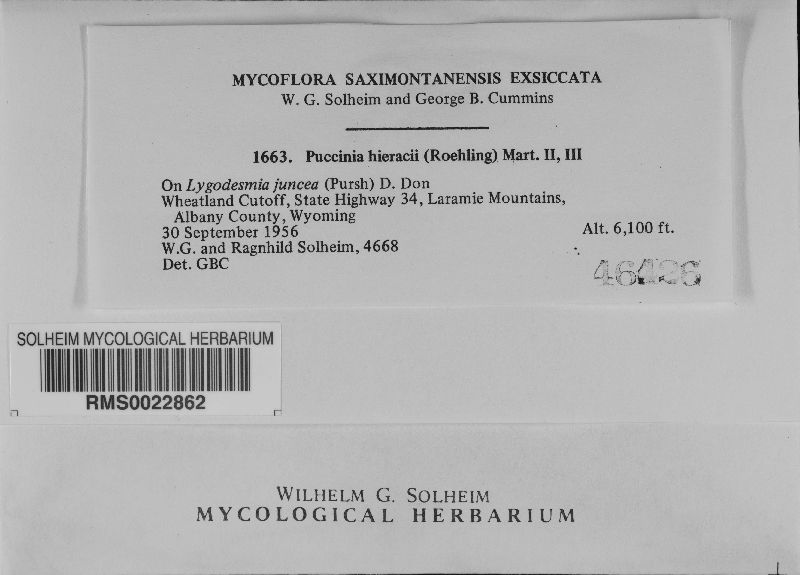 MYCOFLORA SAXIMONTANENSIS EXSICCATA
W. G. Solheim and George B. Cummins
1663. Puccinia hieracii (Roehling) Mart. II, III
On Lygodesmia juncea (Pursh) D. Don
Wheatland Cutoff, State Highway 34, Laramie Mountains,
Albany County, Wyoming
30 September 1956 Alt. 6,100 ft.
W.G. and Ragnhild Solheim, 4668
Det. GBC
SOLHEIM MYCOLOGICAL HERBARIUM
RMS0022862
WILHELM G. SOLHEIM
MYCOLOGICAL HERBARIUM